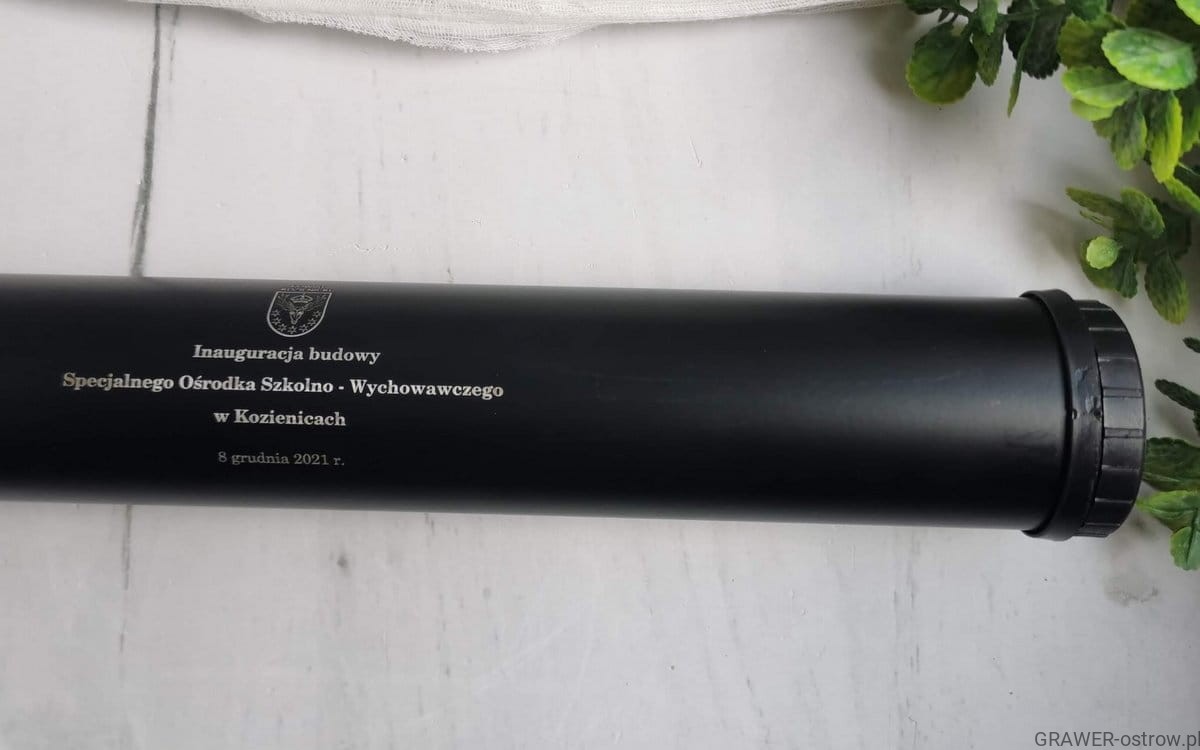 Inauguracja budowy
Specjalnego Ośrodka Szkolno - Wychowawczego
w Kozienicach
8 grudnia 2021 r.
GRAWER-ostrow.pl